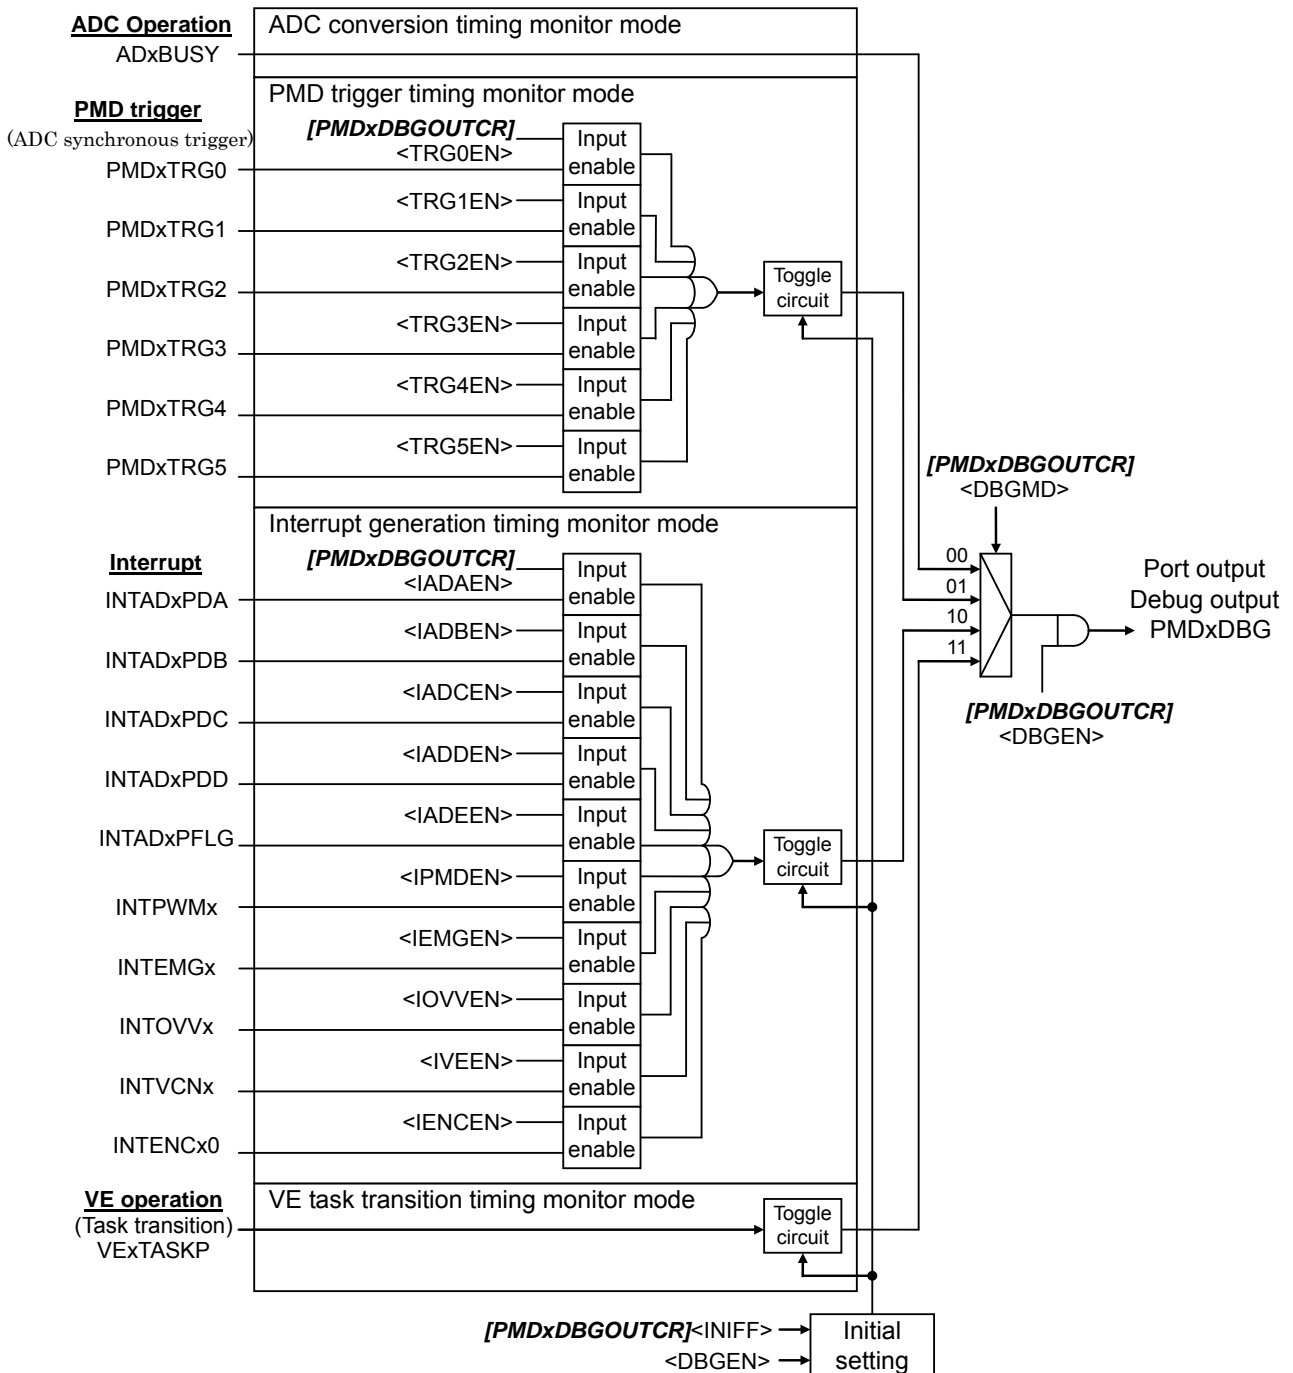 ADC Operation
ADxBUSY
ADC conversion timing monitor mode
PMD trigger
(ADC synchronous trigger)
PMD trigger timing monitor mode
[PMDxDBGOUTCR]
<TRG0EN>
Input
enable
PMDxTRG0
<TRG1EN>
Input
enable
PMDxTRG1
<TRG2EN>
Input
enable
PMDxTRG2
<TRG3EN>
Input
enable
PMDxTRG3
<TRG4EN>
Input
enable
PMDxTRG4
<TRG5EN>
Input
enable
PMDxTRG5
Toggle
circuit
Interrupt generation timing monitor mode
Interrupt
[PMDxDBGOUTCR]
<IADAEN>
Input
enable
INTADxPDA
<IADBEN>
Input
enable
INTADxPDB
<IADCEN>
Input
enable
INTADxPDC
<IADDEN>
Input
enable
INTADxPDD
<IADEEN>
Input
enable
INTADxPFLG
<IPMDEN>
Input
enable
INTPWMx
<IEMGEN>
Input
enable
INTEMGx
<IOVVEN>
Input
enable
INTOVVx
<IVEEN>
Input
enable
INTVCNx
<IENCEN>
Input
enable
INTENCx0
Toggle
circuit
VE operation
(Task transition)
VExTASKP
VE task transition timing monitor mode
Toggle
circuit
[PMDxDBGOUTCR]
<DBGMD>
00
01
10
11
Port output
Debug output
PMDxDBG
[PMDxDBGOUTCR]
<DBGEN>
[PMDxDBGOUTCR]<INIFF>
<DBGEN>
Initial
setting